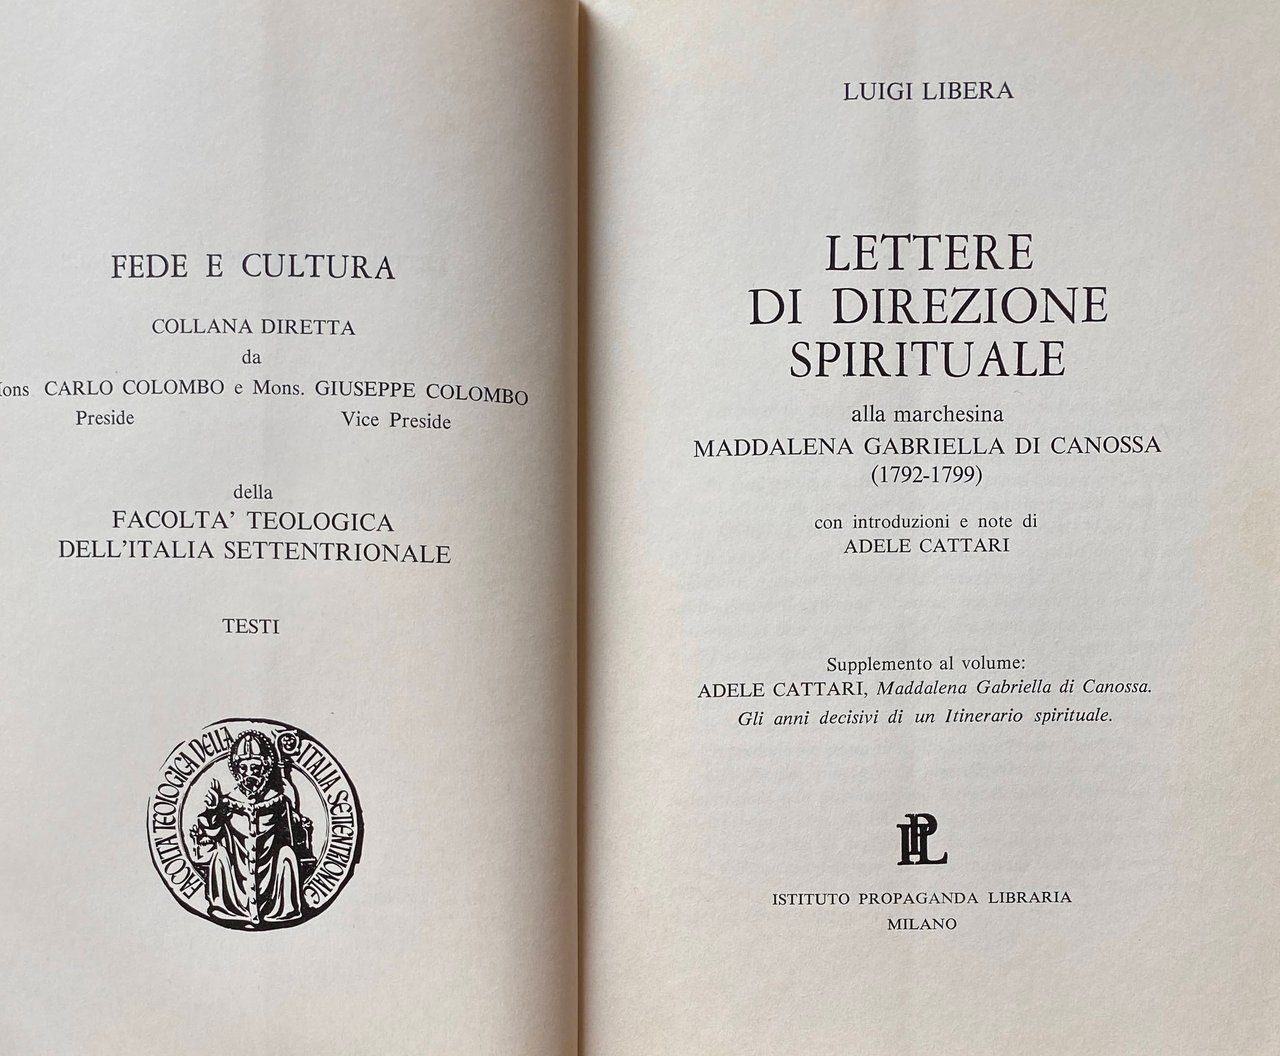 FEDE E CULTURA
COLLANA DIRETTA
da
CARLO COLOMBO e Mons. GIUSEPPE COLOMBO
Preside Vice Preside
della
FACOLTA' TEOLOGICA
DELL'ITALIA SETTENTRIONALE
TESTI
FACOLTA TEOLOGICA DELLA ITALIA SETTENTRIONALE
LUIGI LIBERA
LETTERE
DI DIREZIONE
SPIRITUALE
alla marchesina
MADDALENA GABRIELLA DI CANOSSA
(1792-1799)
con introduzioni e note di
ADELE CATTARI
Supplemento al volume:
ADELE CATTARI, Maddalena Gabriella di Canossa.
Gli anni decisivi di un Itinerario spirituale.
IPL
ISTITUTO PROPAGANDA LIBRARIA
MILANO